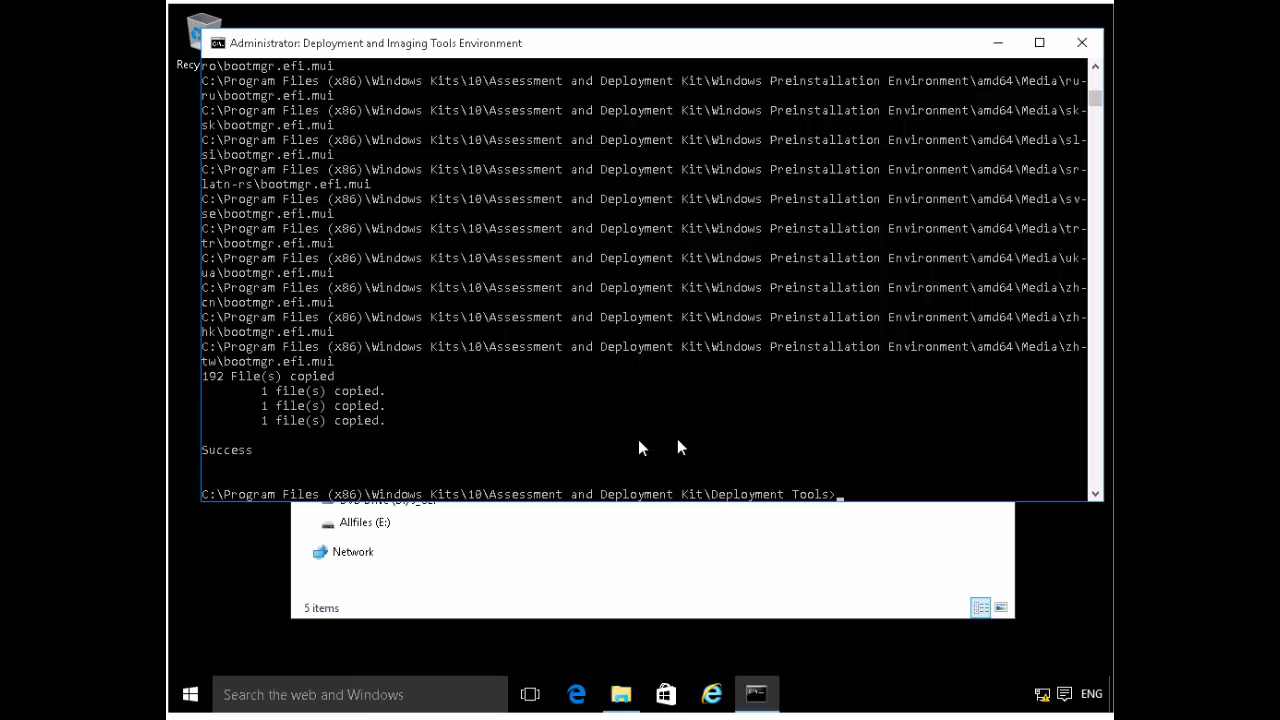 Recy
Administrator: Deployment and Imaging Tools Environment
ro\bootmgr.efi.mui
C:\Program Files (x86)\Windows Kits\10\Assessment and Deployment Kit\Windows Preinstallation Environment\amd64\Media\ru-
ru\bootmgr.efi.mui
C:\Program Files (x86)\Windows Kits\10\Assessment and Deployment Kit\Windows Preinstallation Environment\amd64\Media\sk-
sk\bootmgr.efi.mui
C:\Program Files (x86)\Windows Kits\10\Assessment and Deployment Kit\Windows Preinstallation Environment\amd64\Media\sl-
si\bootmgr.efi.mui
C:\Program Files (x86)\Windows Kits\10\Assessment and Deployment Kit\Windows Preinstallation Environment\amd64\Media\sr-
latn-rs\bootmgr.efi.mui
C:\Program Files (x86)\Windows Kits\10\Assessment and Deployment Kit\Windows Preinstallation Environment\amd64\Media\sv-
se\bootmgr.efi.mui
C:\Program Files (x86)\Windows Kits\10\Assessment and Deployment Kit\Windows Preinstallation Environment\amd64\Media\tr-
tr\bootmgr.efi.mui
C:\Program Files (x86)\Windows Kits\10\Assessment and Deployment Kit\Windows Preinstallation Environment\amd64\Media\uk-
ua\bootmgr.efi.mui
C:\Program Files (x86)\Windows Kits\10\Assessment and Deployment Kit\Windows Preinstallation Environment\amd64\Media\zh-
cn\bootmgr.efi.mui
C:\Program Files (x86)\Windows Kits\10\Assessment and Deployment Kit\Windows Preinstallation Environment\amd64\Media\zh-
hk\bootmgr.efi.mui
C:\Program Files (x86)\Windows Kits\10\Assessment and Deployment Kit\Windows Preinstallation Environment\amd64\Media\zh-
tw\bootmgr.efi.mui
192 File(s) copied
1 file(s) copied.
1 file(s) copied.
1 file(s) copied.
Success
C:\Program Files (x86)\Windows Kits\10\Assessment and Deployment Kit\Deployment Tools>_
Allfiles (E:)
Network
5 items
Search the web and Windows
ENG